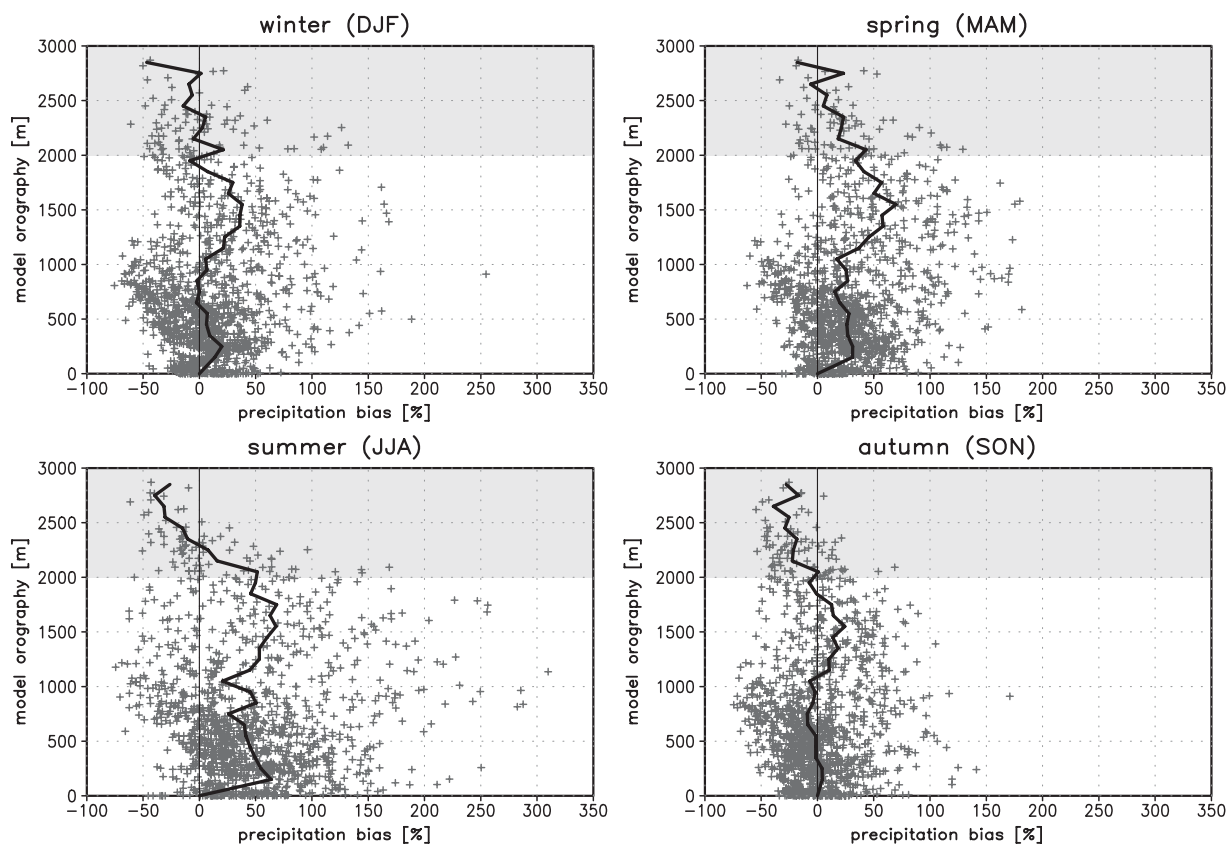 winter (DJF)
3000
2500
2000
1500
1000
500
0
model orography [m]
−100 −50 0 50 100 150 200 250 300 350
precipitation bias [%]
spring (MAM)
3000
2500
2000
1500
1000
500
0
model orography [m]
−100 −50 0 50 100 150 200 250 300 350
precipitation bias [%]
summer (JJA)
3000
2500
2000
1500
1000
500
0
model orography [m]
−100 −50 0 50 100 150 200 250 300 350
precipitation bias [%]
autumn (SON)
3000
2500
2000
1500
1000
500
0
model orography [m]
−100 −50 0 50 100 150 200 250 300 350
precipitation bias [%]